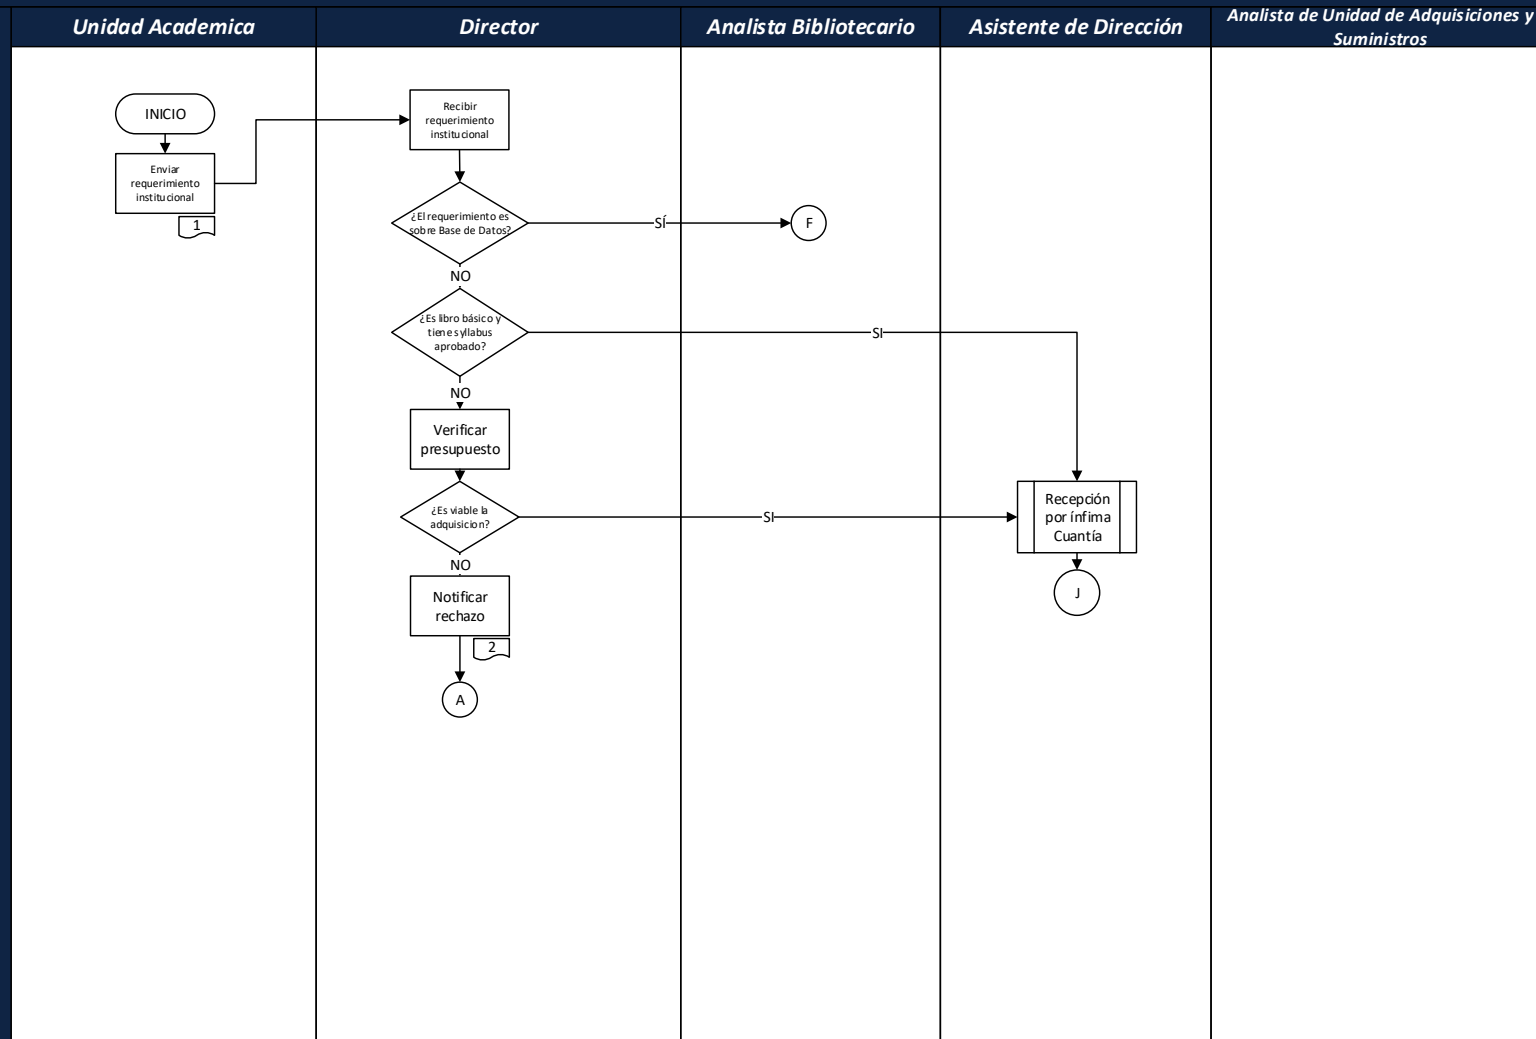 Unidad Academica
Director
Analista Bibliotecario
Asistente de Dirección
Analista de Unidad de Adquisiciones y
Suministros
INICIO
Enviar
requerimiento
institucional
1
Recibir
requerimiento
institucional
¿El requerimiento es
sobre Base de Datos?
SÍ
F
NO
¿Es libro básico y
tiene syllabus
aprobado?
SI
NO
Verificar
presupuesto
¿Es viable la
adquisicion?
SI
Recepción
por ínfima
Cuantía
J
NO
Notificar
rechazo
2
A